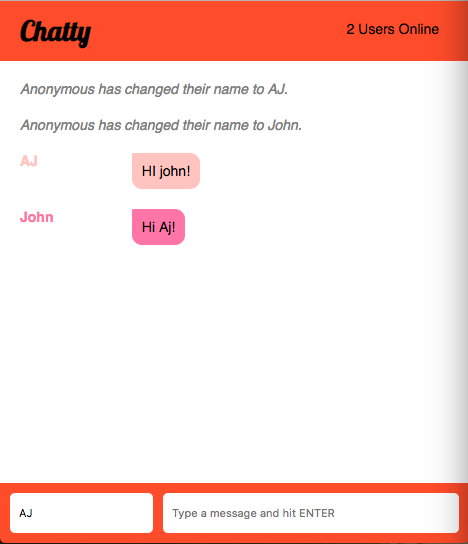 Chatty
2 Users Online
Anonymous has changed their name to AJ.
Anonymous has changed their name to John.
AJ
HI john!
John
Hi Aj!
AJ
Type a message and hit ENTER